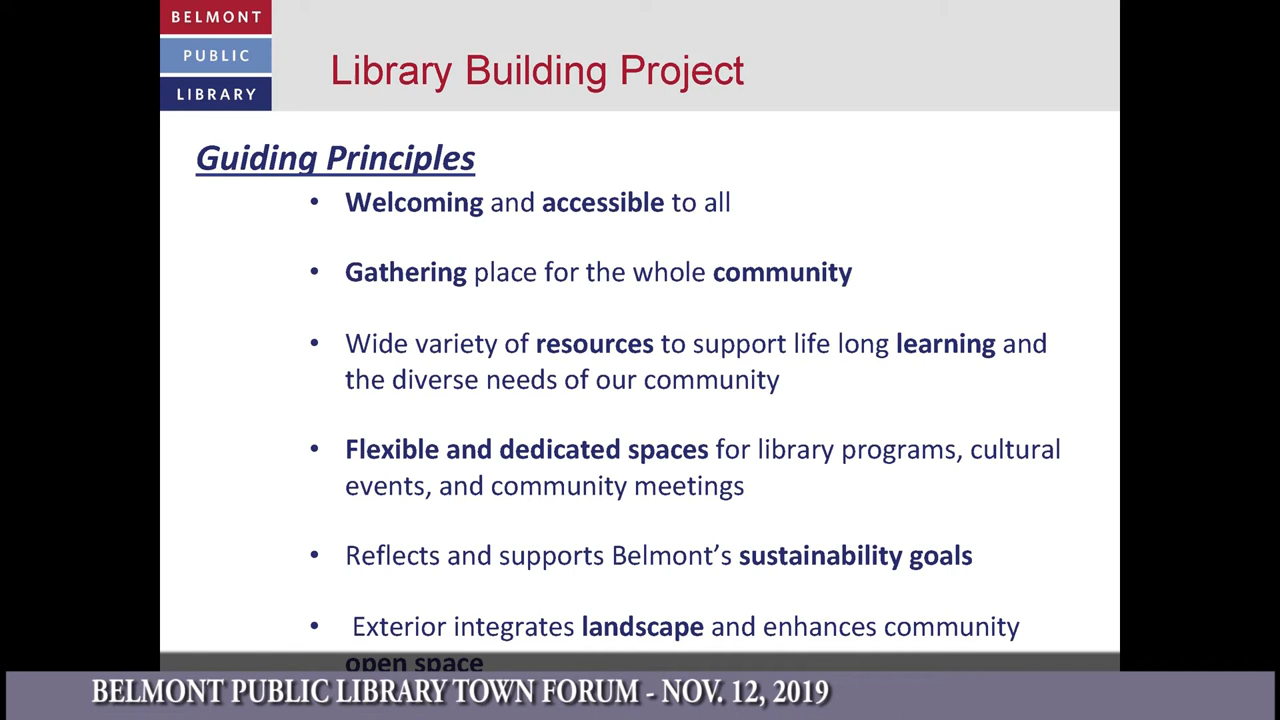 BELMONT
PUBLIC
LIBRARY
Library Building Project
Guiding Principles
• Welcoming and accessible to all
• Gathering place for the whole community
• Wide variety of resources to support life long learning and
the diverse needs of our community
• Flexible and dedicated spaces for library programs, cultural
events, and community meetings
• Reflects and supports Belmont’s sustainability goals
• Exterior integrates landscape and enhances community
open space
BELMONT PUBLIC LIBRARY TOWN FORUM - NOV. 12, 2019